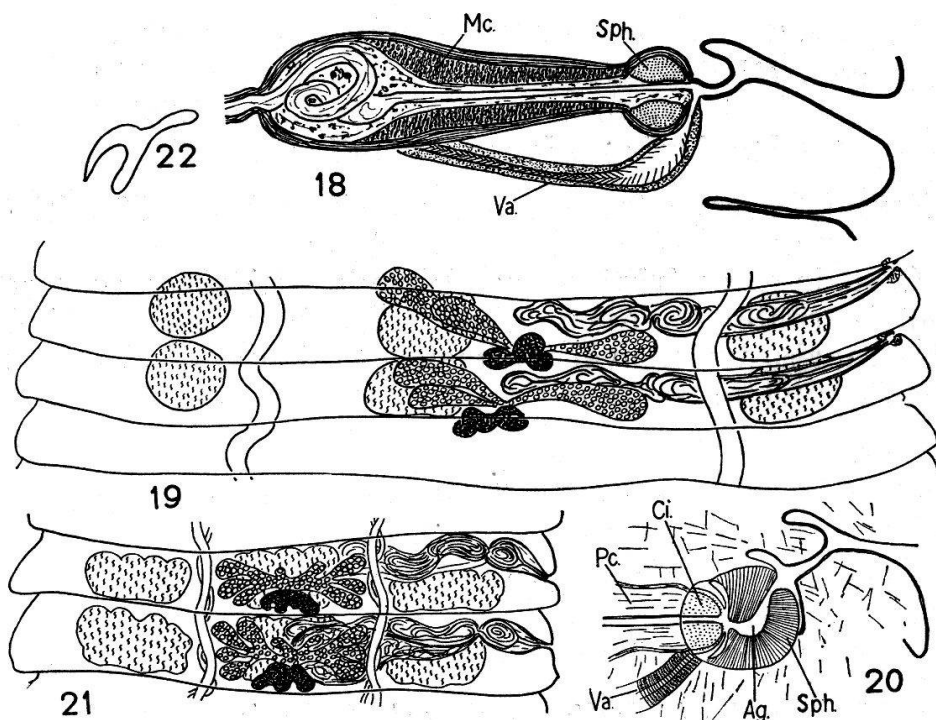 Mc.
Sph.
22
18
Va.
19
Ci.
Pc.
20
Va.
Ag.
Sph.
21